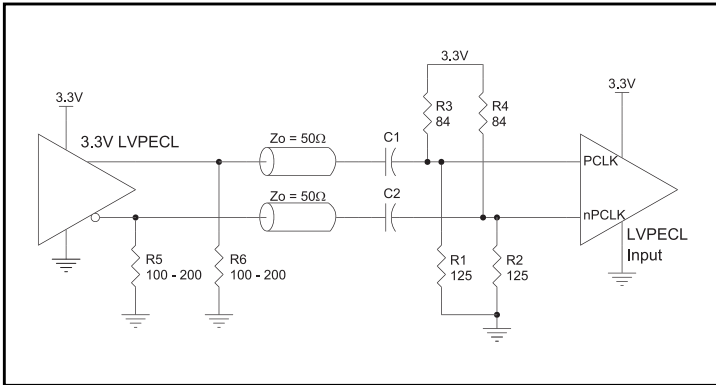 3.3V
3.3V
3.3V
R3
84
R4
84
3.3V LVPECL
Zo = 50Ω
C1
PCLK
Zo = 50Ω
C2
nPCLK
LVPECL
Input
R5
100 - 200
R6
100 - 200
R1
125
R2
125